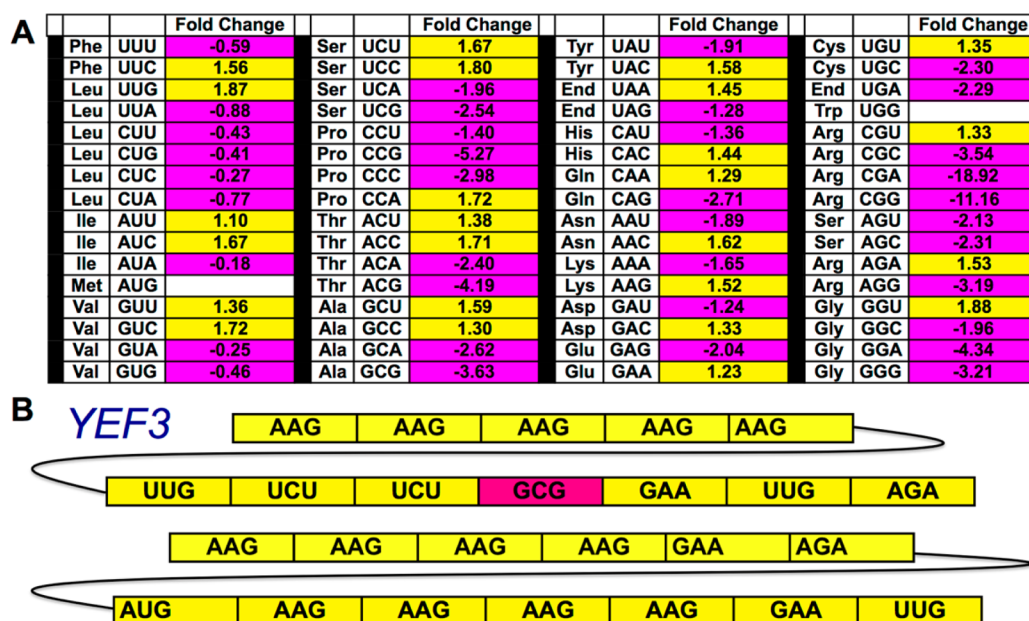 A
Fold Change Fold Change Fold Change Fold Change
Phe UUU -0.59 Ser UCU 1.67 Tyr UAU -1.91 Cys UGU 1.35
Phe UUC 1.56 Ser UCC 1.80 Tyr UAC 1.58 Cys UGC -2.30
Leu UUG 1.87 Ser UCA -1.96 End UAA 1.45 End UGA -2.29
Leu UUA -0.88 Ser UCG -2.54 End UAG -1.28 Trp UGG
Leu CUU -0.43 Pro CCU -1.40 His CAU -1.36 Arg CGU 1.33
Leu CUG -0.41 Pro CCG -5.27 His CAC 1.44 Arg CGC -3.54
Leu CUC -0.27 Pro CCC -2.98 Gln CAA 1.29 Arg CGA -18.92
Leu CUA -0.77 Pro CCA 1.72 Gln CAG -2.71 Arg CGG -11.16
Ile AUU 1.10 Thr ACU 1.38 Asn AAU -1.89 Ser AGU -2.13
Ile AUC 1.67 Thr ACC 1.71 Asn AAC 1.62 Ser AGC -2.31
Ile AUA -0.18 Thr ACA -2.40 Lys AAA -1.65 Arg AGA 1.53
Met AUG Thr ACG -4.19 Lys AAG 1.52 Arg AGG -3.19
Val GUU 1.36 Ala GCU 1.59 Asp GAU -1.24 Gly GGU 1.88
Val GUC 1.72 Ala GCC 1.30 Asp GAC 1.33 Gly GGC -1.96
Val GUA -0.25 Ala GCA -2.62 Glu GAG -2.04 Gly GGA -4.34
Val GUG -0.46 Ala GCG -3.63 Glu GAA 1.23 Gly GGG -3.21
B
YEF3
AAG AAG AAG AAG AAG
UUG UCU UCU GCG GAA UUG AGA
AAG AAG AAG AAG GAA AGA
AUG AAG AAG AAG AAG GAA UUG